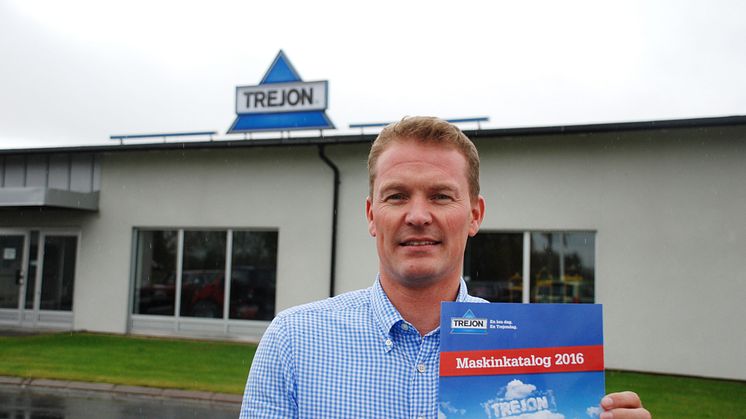 TREJON
TREJON
En bra dag.
En Trejondag.
Maskinkatalog 2016
TREJON